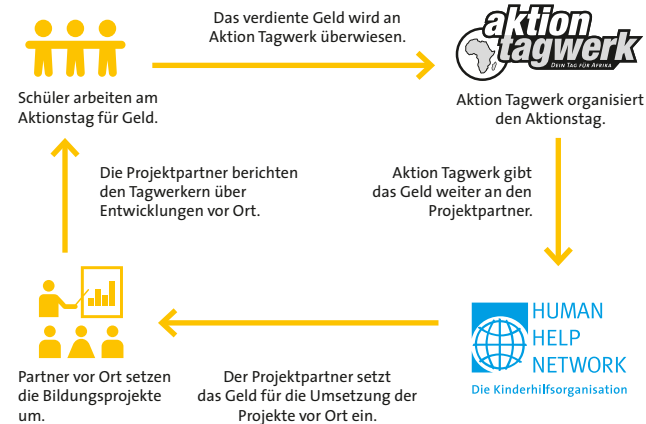 Das verdiente Geld wird an
Aktion Tagwerk überwiesen.
aktion
tagwerk
DEIN TAG FÜR AFRIKA
Schüler arbeiten am
Aktionstag für Geld.
Aktion Tagwerk organisiert
den Aktionstag.
Die Projektpartner berichten
den Tagwerkern über
Entwicklungen vor Ort.
Aktion Tagwerk gibt
das Geld weiter an den
Projektpartner.
HUMAN
HELP
NETWORK
Die Kinderhilfsorganisation
Partner vor Ort setzen
die Bildungsprojekte
um.
Der Projektpartner setzt
das Geld für die Umsetzung der
Projekte vor Ort ein.